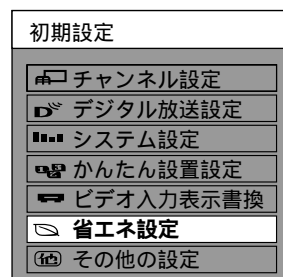 初期設定
チャンネル設定
デジタル放送設定
システム設定
かんたん設置設定
ビデオ入力表示書換
省エネ設定
その他の設定